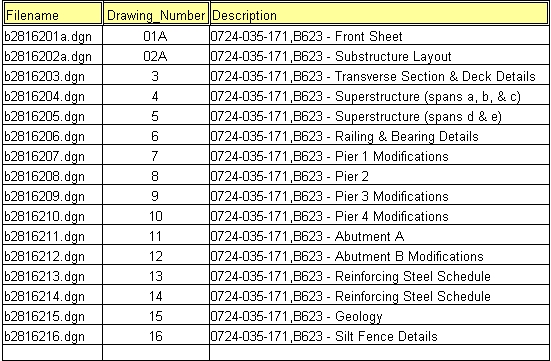 Filename Drawing_Number Description
b2816201a.dgn 01A 0724-035-171,B623 - Front Sheet
b2816202a.dgn 02A 0724-035-171,B623 - Substructure Layout
b2816203.dgn 3 0724-035-171,B623 - Transverse Section & Deck Details
b2816204.dgn 4 0724-035-171,B623 - Superstructure (spans a, b, & c)
b2816205.dgn 5 0724-035-171,B623 - Superstructure (spans d & e)
b2816206.dgn 6 0724-035-171,B623 - Railing & Bearing Details
b2816207.dgn 7 0724-035-171,B623 - Pier 1 Modifications
b2816208.dgn 8 0724-035-171,B623 - Pier 2
b2816209.dgn 9 0724-035-171,B623 - Pier 3 Modifications
b2816210.dgn 10 0724-035-171,B623 - Pier 4 Modifications
b2816211.dgn 11 0724-035-171,B623 - Abutment A
b2816212.dgn 12 0724-035-171,B623 - Abutment B Modifications
b2816213.dgn 13 0724-035-171,B623 - Reinforcing Steel Schedule
b2816214.dgn 14 0724-035-171,B623 - Reinforcing Steel Schedule
b2816215.dgn 15 0724-035-171,B623 - Geology
b2816216.dgn 16 0724-035-171,B623 - Silt Fence Details